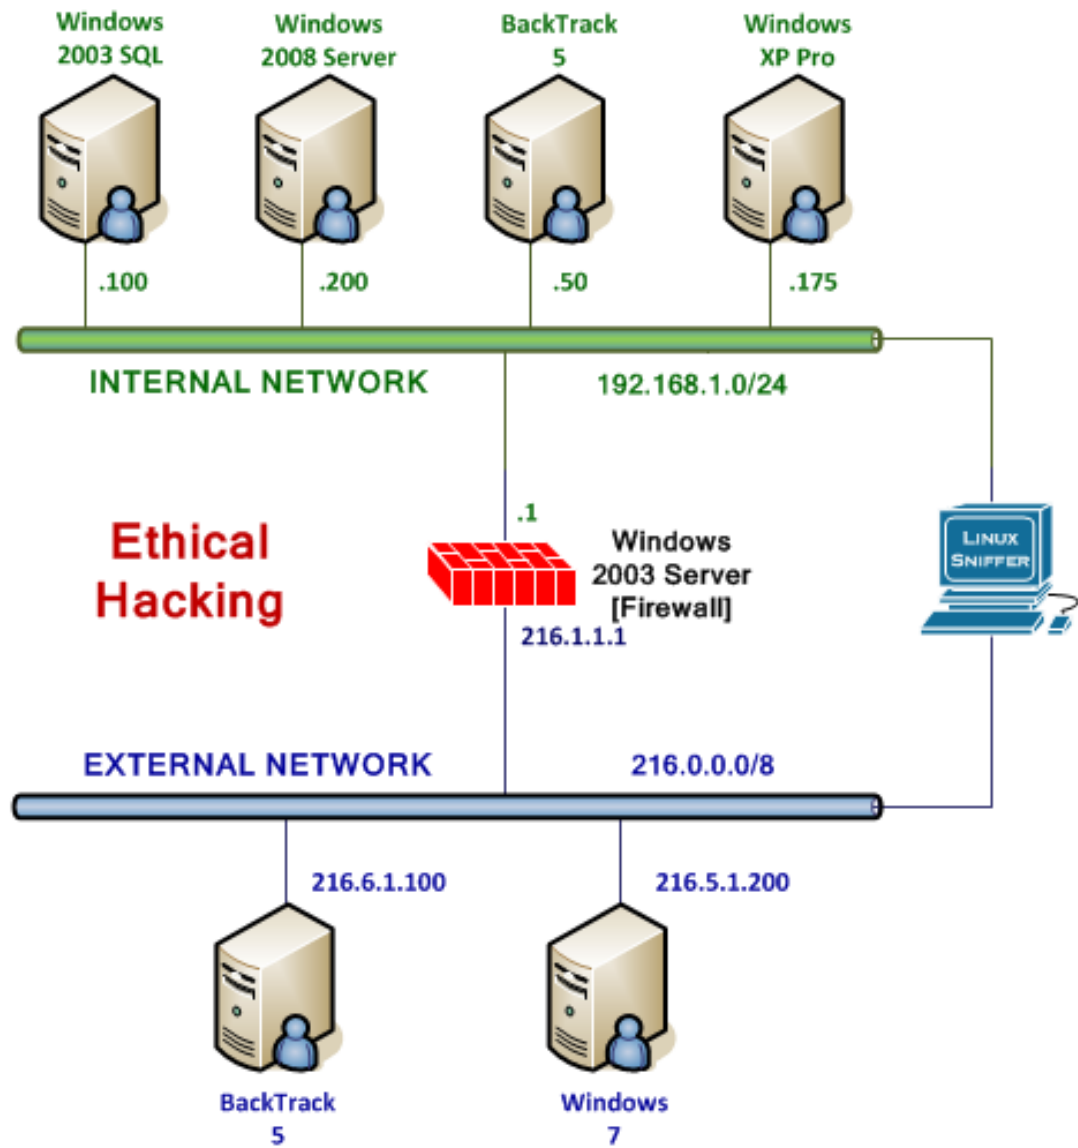 Windows
2003 SQL
Windows
2008 Server
BackTrack
5
Windows
XP Pro
.100
.200
.50
.175
INTERNAL NETWORK
192.168.1.0/24
Ethical
Hacking
.1
Windows
2003 Server
[Firewall]
216.1.1.1
LINUX
SNIFFER
EXTERNAL NETWORK
216.0.0.0/8
216.6.1.100
216.5.1.200
BackTrack
5
Windows
7